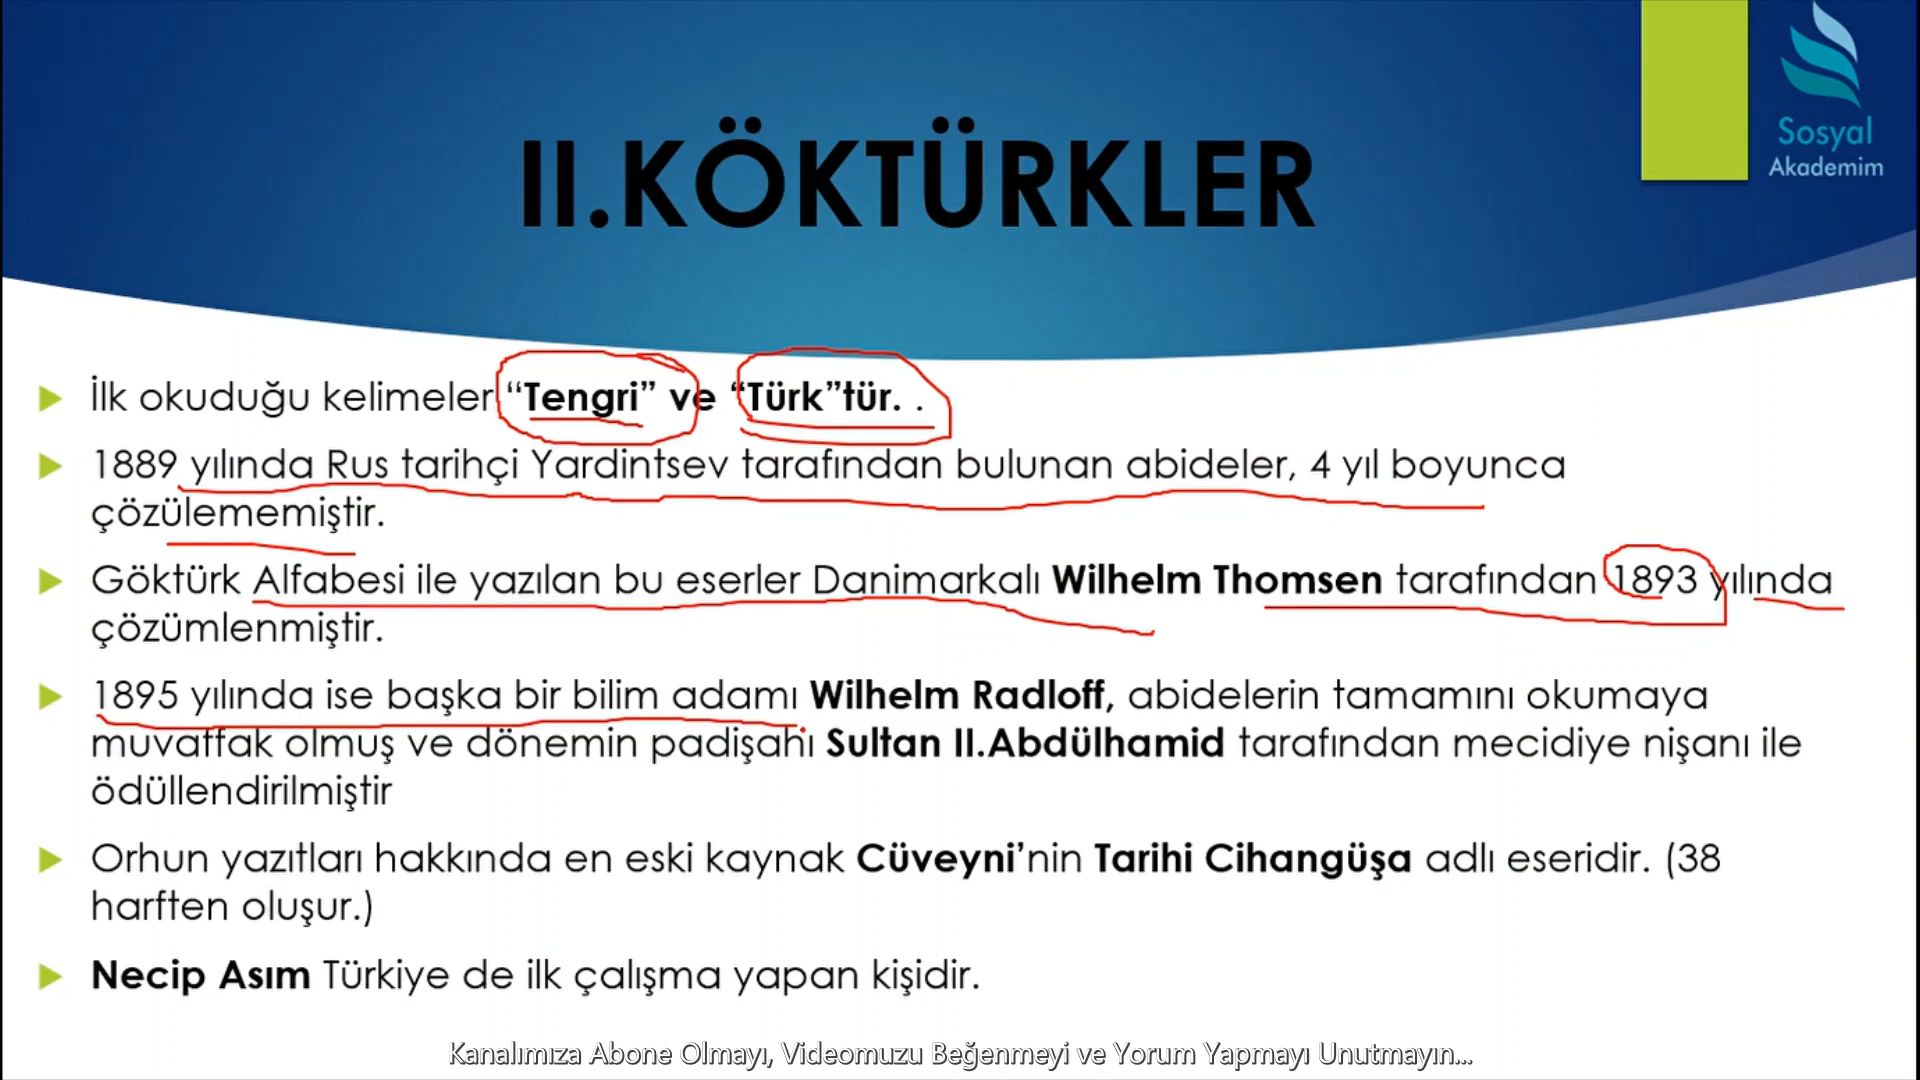 Sosyal
Akademim
II.KÖKTÜRKLER
İlk okuduğu kelimeler “Tengri” ve “Türk”tür. .
1889 yılında Rus tarihçi Yardintsev tarafından bulunan abideler, 4 yıl boyunca
çözülememiştir.
Göktürk Alfabesi ile yazılan bu eserler Danimarkalı Wilhelm Thomsen tarafından 1893 yılında
çözümlenmiştir.
1895 yılında ise başka bir bilim adamı Wilhelm Radloff, abidelerin tamamını okumaya
muvaffak olmuş ve dönemin padişahı Sultan II.Abdülhamid tarafından mecidiye nişanı ile
ödüllendirilmiştir
Orhun yazıtları hakkında en eski kaynak Cüveyni’nin Tarihi Cihangüşa adlı eseridir. (38
harften oluşur.)
Necip Asım Türkiye de ilk çalışma yapan kişidir.
Kanalımıza Abone Olmayı, Videomuzu Beğenmeyi ve Yorum Yapmayı Unutmayın...